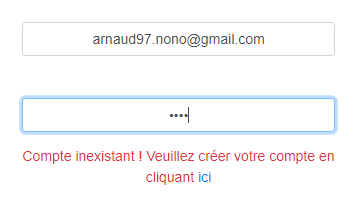 arnaud97.nono@gmail.com
••••
Compte inexistant ! Veuillez créer votre compte en
cliquant ici